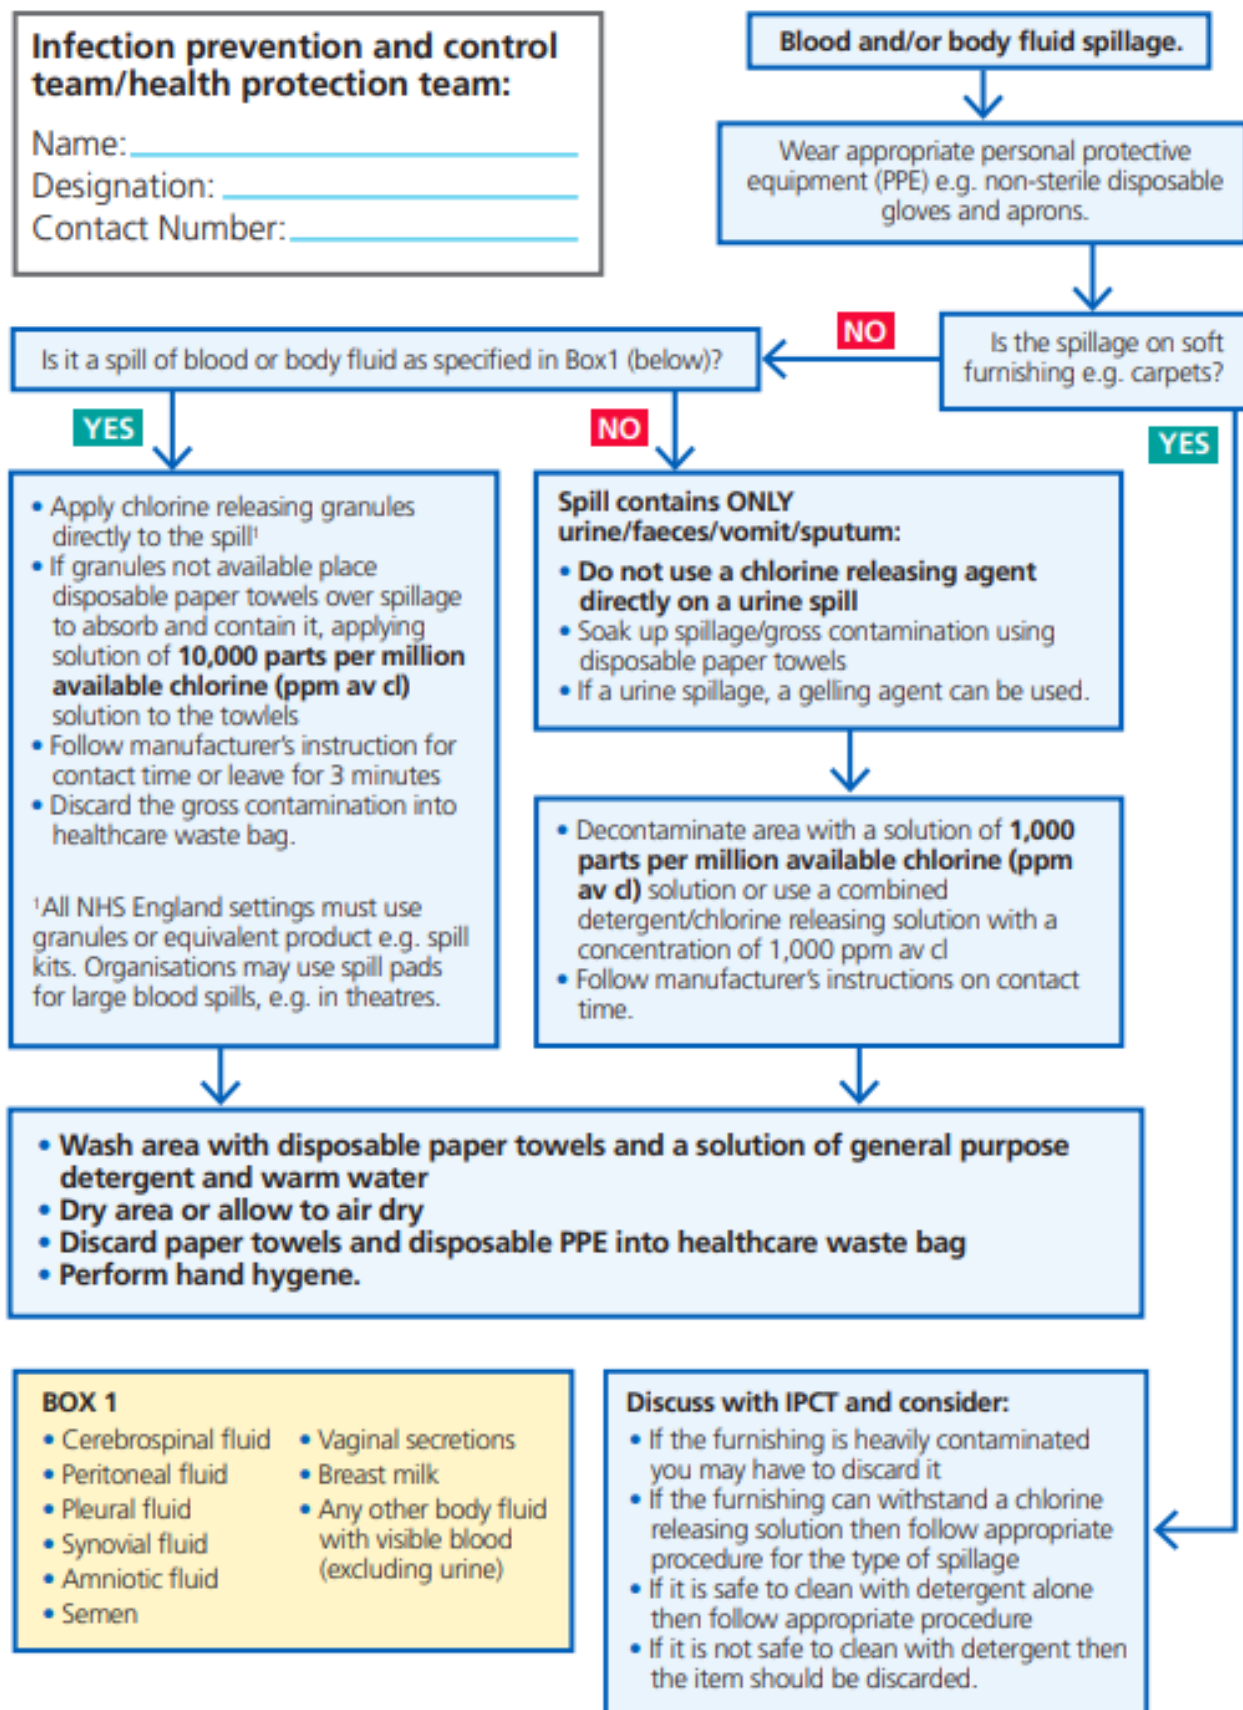 Infection prevention and control
team/health protection team:
Name:
Designation:
Contact Number:
Blood and/or body fluid spillage.
Wear appropriate personal protective
equipment (PPE) e.g. non-sterile disposable
gloves and aprons.
Is the spillage on soft
furnishing e.g. carpets?
NO
Is it a spill of blood or body fluid as specified in Box1 (below)?
YES
NO
YES
• Apply chlorine releasing granules
directly to the spill¹
• If granules not available place
disposable paper towels over spillage
to absorb and contain it, applying
solution of 10,000 parts per million
available chlorine (ppm av cl)
solution to the towlels
• Follow manufacturer's instruction for
contact time or leave for 3 minutes
• Discard the gross contamination into
healthcare waste bag.
¹All NHS England settings must use
granules or equivalent product e.g. spill
kits. Organisations may use spill pads
for large blood spills, e.g. in theatres.
Spill contains ONLY
urine/faeces/vomit/sputum:
• Do not use a chlorine releasing agent
directly on a urine spill
• Soak up spillage/gross contamination using
disposable paper towels
• If a urine spillage, a gelling agent can be used.
• Decontaminate area with a solution of 1,000
parts per million available chlorine (ppm
av cl) solution or use a combined
detergent/chlorine releasing solution with a
concentration of 1,000 ppm av cl
• Follow manufacturer's instructions on contact
time.
• Wash area with disposable paper towels and a solution of general purpose
detergent and warm water
• Dry area or allow to air dry
• Discard paper towels and disposable PPE into healthcare waste bag
• Perform hand hygene.
BOX 1
• Cerebrospinal fluid
• Peritoneal fluid
• Pleural fluid
• Synovial fluid
• Amniotic fluid
• Semen
• Vaginal secretions
• Breast milk
• Any other body fluid
with visible blood
(excluding urine)
Discuss with IPCT and consider:
• If the furnishing is heavily contaminated
you may have to discard it
• If the furnishing can withstand a chlorine
releasing solution then follow appropriate
procedure for the type of spillage
• If it is safe to clean with detergent alone
then follow appropriate procedure
• If it is not safe to clean with detergent then
the item should be discarded.